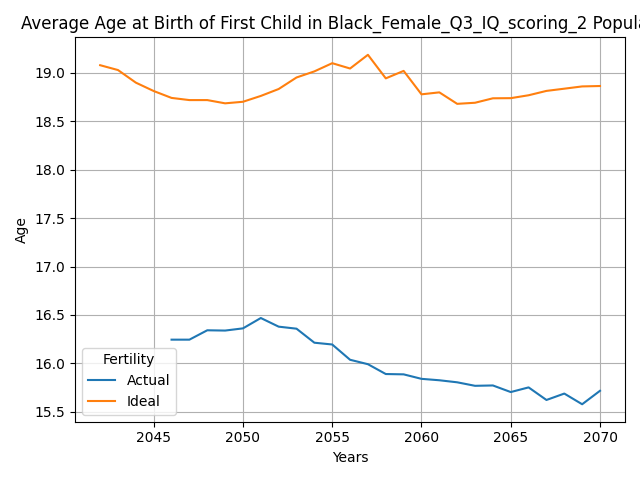 Average Age at Birth of First Child in Black_Female_Q3_IQ_scoring_2 Popula
19.0
18.5
18.0
17.5
17.0
16.5
16.0
15.5
Age
Fertility
Actual
Ideal
2045 2050 2055 2060 2065 2070
Years